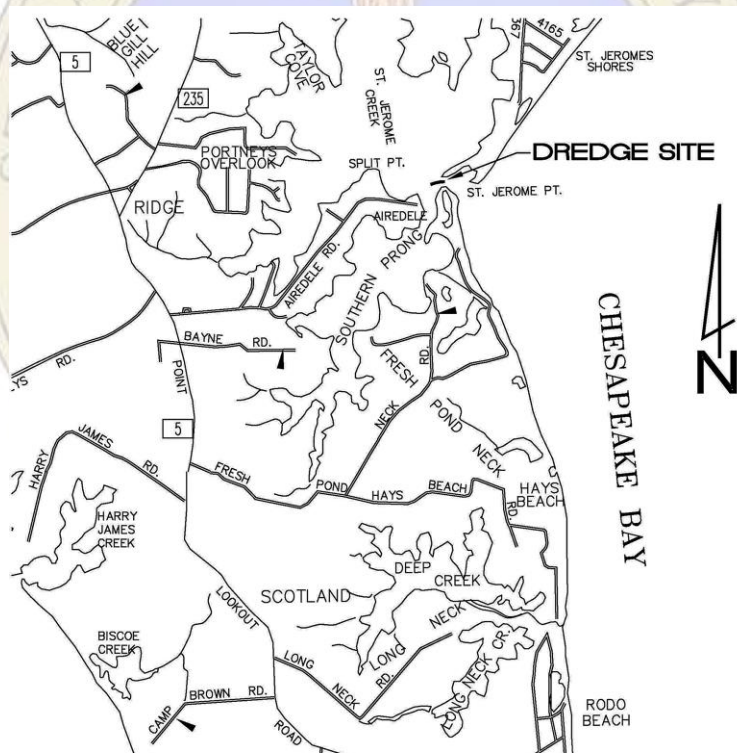 BLUE
GILL
HILL
5
235
TAYLOR
COVE
ST. JEROME
CREEK
367
4165
ST. JEROMES
SHORES
PORTNEYS
OVERLOOK
SPLIT PT.
DREDGE SITE
ST. JEROME PT.
RIDGE
AIREDELE
AIREDELE RD.
SOUTHERN PRONG
BAYNE RD.
YS RD.
POINT
FRESH
POND
NECK
NECK RD.
CHESAPEAKE BAY
N
5
HARRY JAMES RD.
FRESH POND
HAYS BEACH RD.
HAYS
BEACH
HARRY
JAMES
CREEK
DEEP
CREEK
SCOTLAND
LOOKOUT
BISCOE
CREEK
LONG NECK
LONG NECK RD.
LONG NECK CR.
CAMP BROWN RD.
ROAD
RODO
BEACH